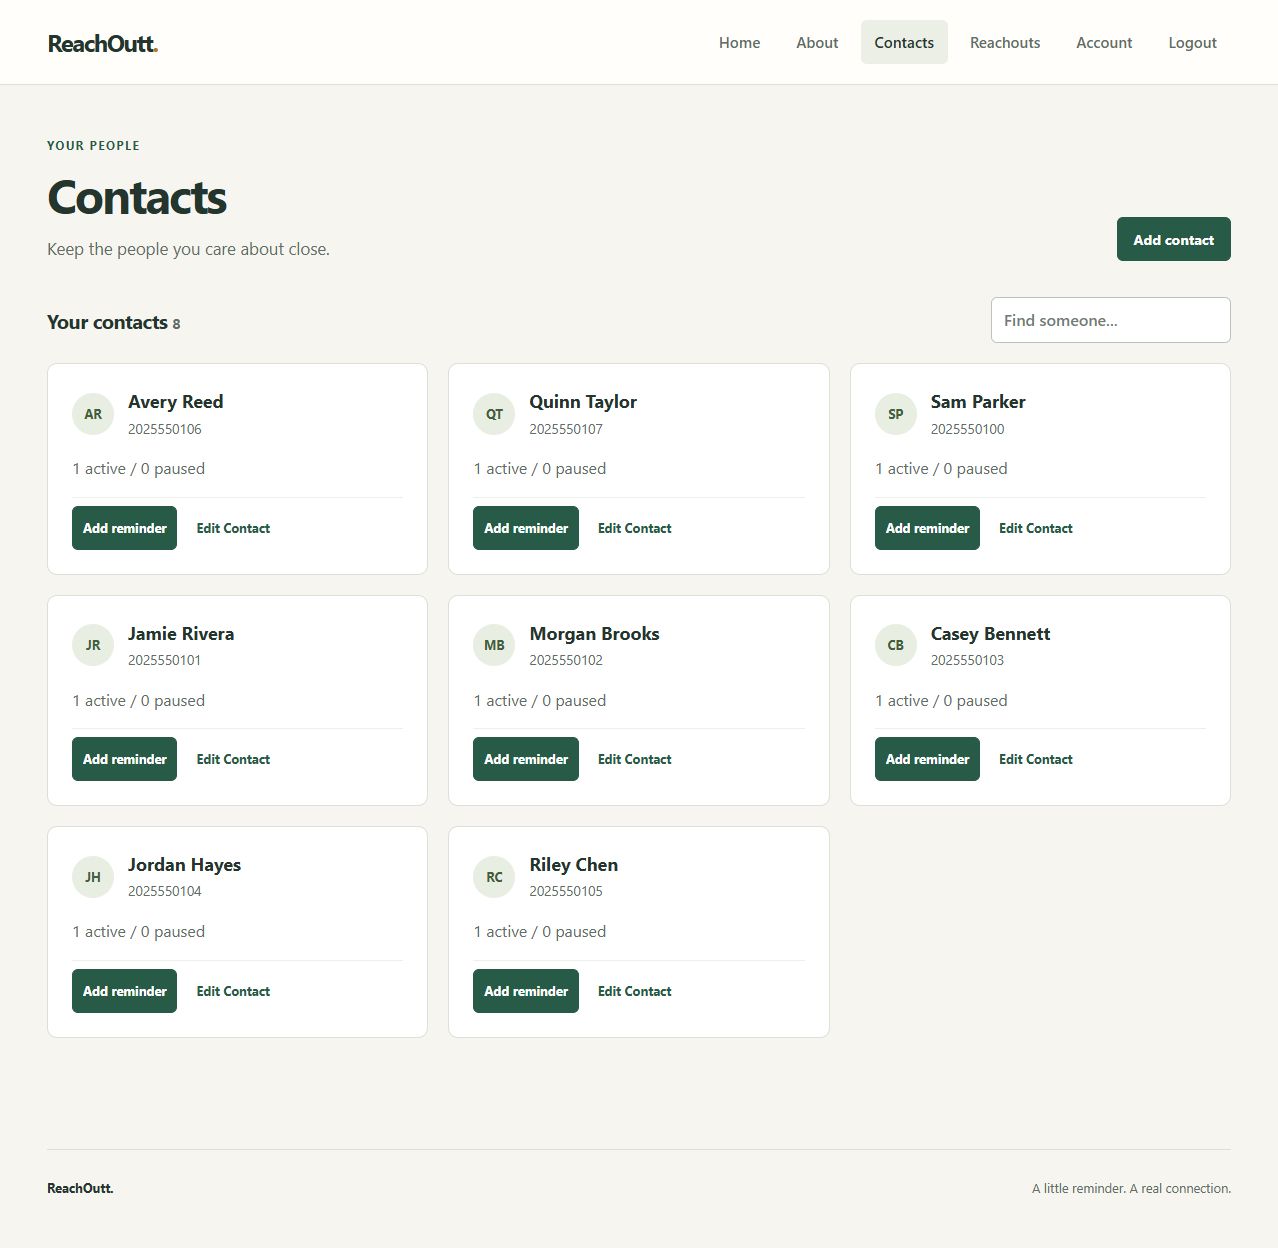 ReachOutt.
Home About Contacts Reachouts Account Logout
YOUR PEOPLE
Contacts
Keep the people you care about close.
Add contact
Your contacts 8
Find someone...
AR
Avery Reed
2025550106
1 active / 0 paused
Add reminder Edit Contact
QT
Quinn Taylor
2025550107
1 active / 0 paused
Add reminder Edit Contact
SP
Sam Parker
2025550100
1 active / 0 paused
Add reminder Edit Contact
JR
Jamie Rivera
2025550101
1 active / 0 paused
Add reminder Edit Contact
MB
Morgan Brooks
2025550102
1 active / 0 paused
Add reminder Edit Contact
CB
Casey Bennett
2025550103
1 active / 0 paused
Add reminder Edit Contact
JH
Jordan Hayes
2025550104
1 active / 0 paused
Add reminder Edit Contact
RC
Riley Chen
2025550105
1 active / 0 paused
Add reminder Edit Contact
ReachOutt.
A little reminder. A real connection.